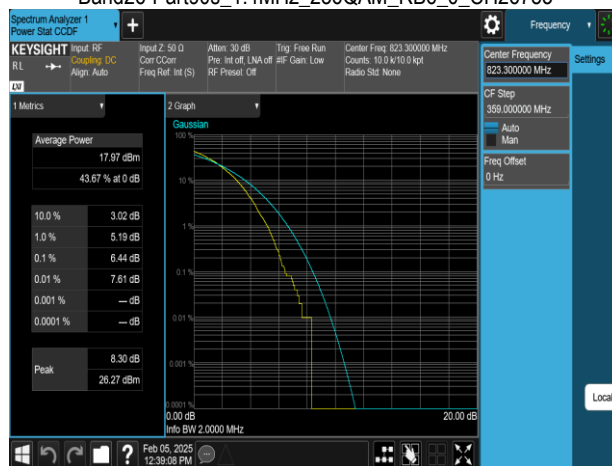 Spectrum Analyzer 1
Power Stat CCDF
+
Frequency
KEYSIGHT
RL
LXI
Input: RF
Coupling: DC
Align: Auto
Input Z: 50 Ω
Corr CCorr
Freq Ref: Int (S)
Atten: 30 dB
Pre: Int off, LNA off
RF Preset: Off
Trig: Free Run
#IF Gain: Low
Center Freq: 823.300000 MHz
Counts: 10.0 k/10.0 kpt
Radio Std: None
Center Frequency
823.300000 MHz
Settings
CF Step
359.000000 MHz
Auto
Man
Freq Offset
0 Hz
Local
1 Metrics
Average Power
17.97 dBm
43.67 % at 0 dB
10.0 % 3.02 dB
1.0 % 5.19 dB
0.1 % 6.44 dB
0.01 % 7.61 dB
0.001 % — dB
0.0001 % — dB
Peak
8.30 dB
26.27 dBm
2 Graph
Gaussian
100 %
10 %
1 %
0.1 %
0.01 %
0.001 %
0.0001 %
0.00 dB
20.00 dB
Info BW 2.0000 MHz
?
Feb 05, 2025
12:39:08 PM